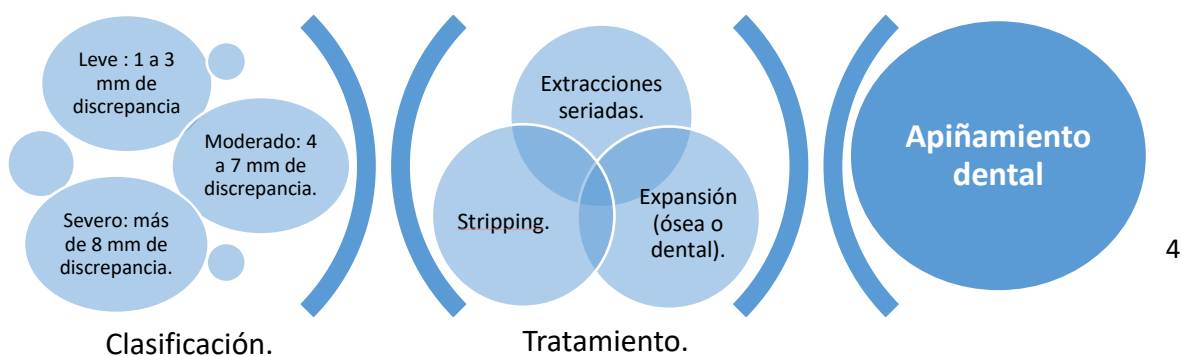 Leve : 1 a 3
mm de
discrepancia
Moderado: 4
a 7 mm de
discrepancia.
Severo: más
de 8 mm de
discrepancia.
Clasificación.
Extracciones
seriadas.
Stripping.
Expansión
(ósea o
dental).
Tratamiento.
Apiñamiento
dental
4